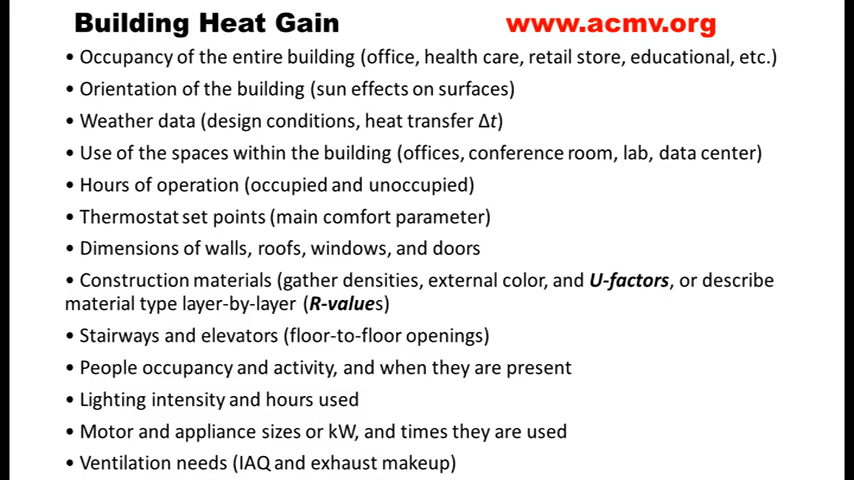 Building Heat Gain www.acmv.org
• Occupancy of the entire building (office, health care, retail store, educational, etc.)
• Orientation of the building (sun effects on surfaces)
• Weather data (design conditions, heat transfer Δt)
• Use of the spaces within the building (offices, conference room, lab, data center)
• Hours of operation (occupied and unoccupied)
• Thermostat set points (main comfort parameter)
• Dimensions of walls, roofs, windows, and doors
• Construction materials (gather densities, external color, and U-factors, or describe
material type layer-by-layer (R-values)
• Stairways and elevators (floor-to-floor openings)
• People occupancy and activity, and when they are present
• Lighting intensity and hours used
• Motor and appliance sizes or kW, and times they are used
• Ventilation needs (IAQ and exhaust makeup)